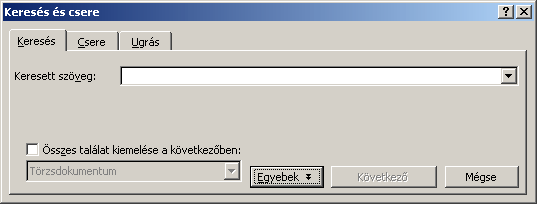 Keresés és csere
Keresés Csere Ugrás
Keresett szöveg:
Összes találat kiemelése a következőben:
Törzsdokumentum
Egyebek Következő Mégse